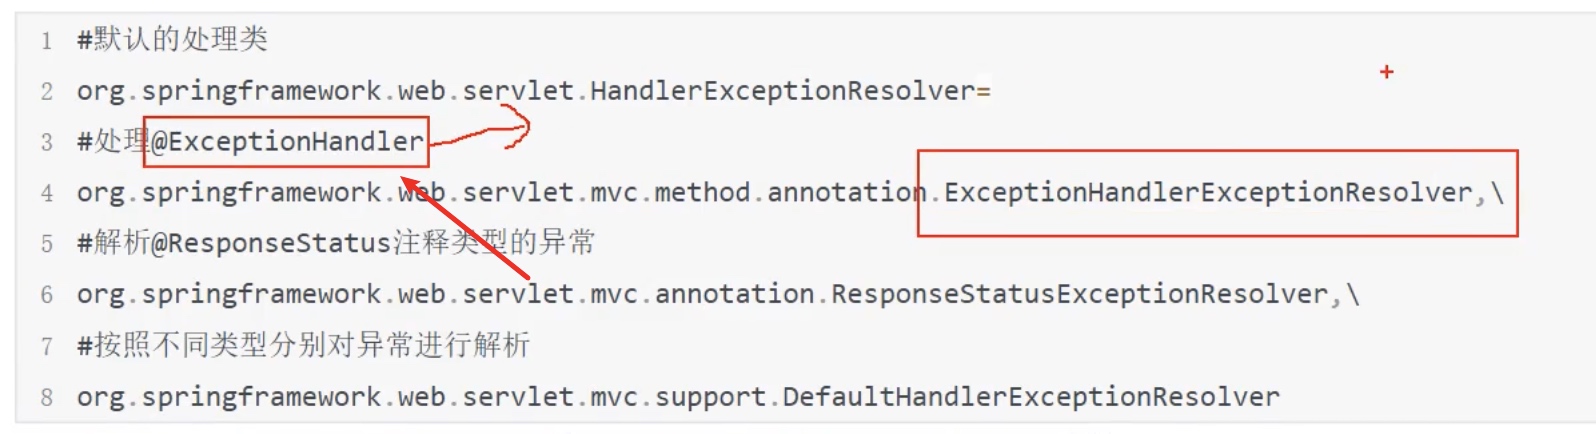 1 #默认的处理类
2 org.springframework.web.servlet.HandlerExceptionResolver=
3 #处理@ExceptionHandler
4 org.springframework.web.servlet.mvc.method.annotation.ExceptionHandlerExceptionResolver,\
5 #解析@ResponseStatus注释类型的异常
6 org.springframework.web.servlet.mvc.annotation.ResponseStatusExceptionResolver,\
7 #按照不同类型分别对异常进行解析
8 org.springframework.web.servlet.mvc.support.DefaultHandlerExceptionResolver